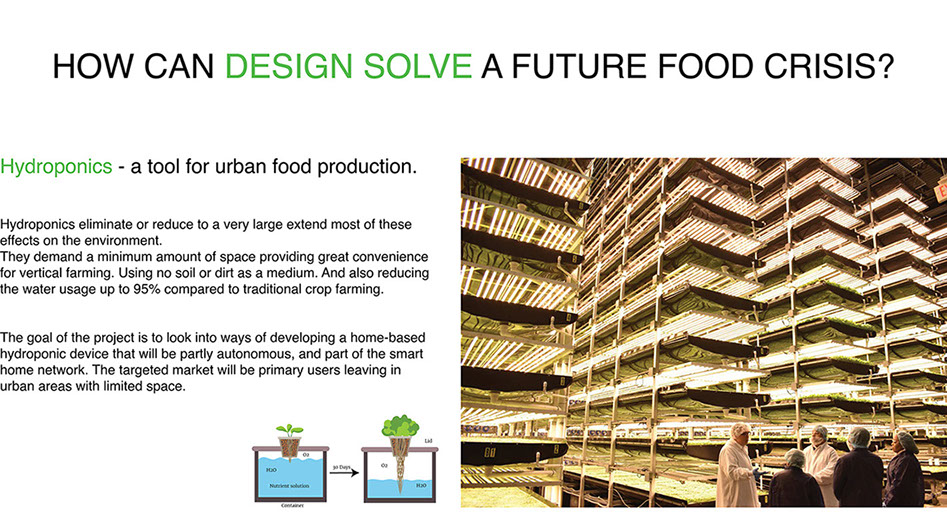 HOW CAN DESIGN SOLVE A FUTURE FOOD CRISIS?
Hydroponics - a tool for urban food production.
Hydroponics eliminate or reduce to a very large extend most of these
effects on the environment.
They demand a minimum amount of space providing great convenience
for vertical farming. Using no soil or dirt as a medium. And also reducing
the water usage up to 95% compared to traditional crop farming.
The goal of the project is to look into ways of developing a home-based
hydroponic device that will be partly autonomous, and part of the smart
home network. The targeted market will be primary users leaving in
urban areas with limited space.
O2
H2O
Nutrient solution
Container
30 Days
Lid
O2
H2O